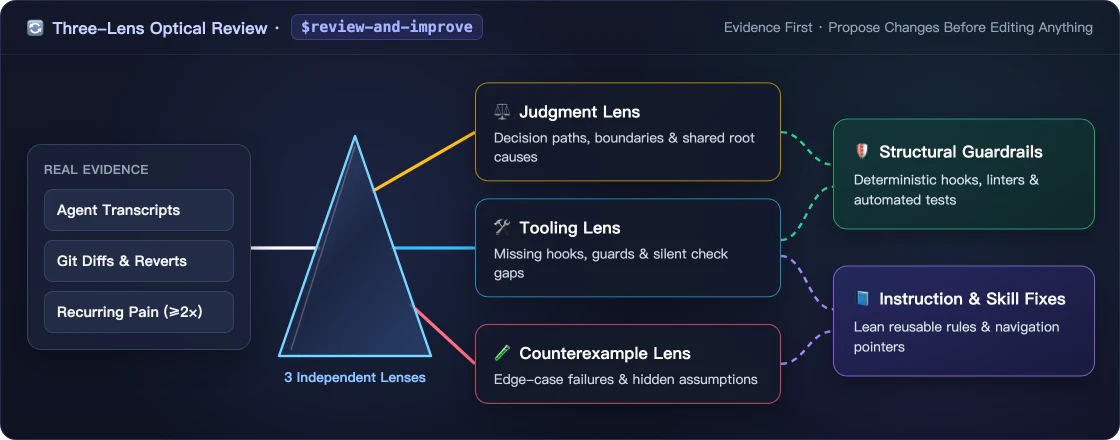 Three-Lens Optical Review · $review-and-improve
Evidence First · Propose Changes Before Editing Anything
REAL EVIDENCE
Agent Transcripts
Git Diffs & Reverts
Recurring Pain (≥2×)
3 Independent Lenses
Judgment Lens
Decision paths, boundaries & shared root
causes
Tooling Lens
Missing hooks, guards & silent check
gaps
Counterexample Lens
Edge-case failures & hidden assumptions
Structural Guardrails
Deterministic hooks, linters &
automated tests
Instruction & Skill Fixes
Lean reusable rules & navigation
pointers